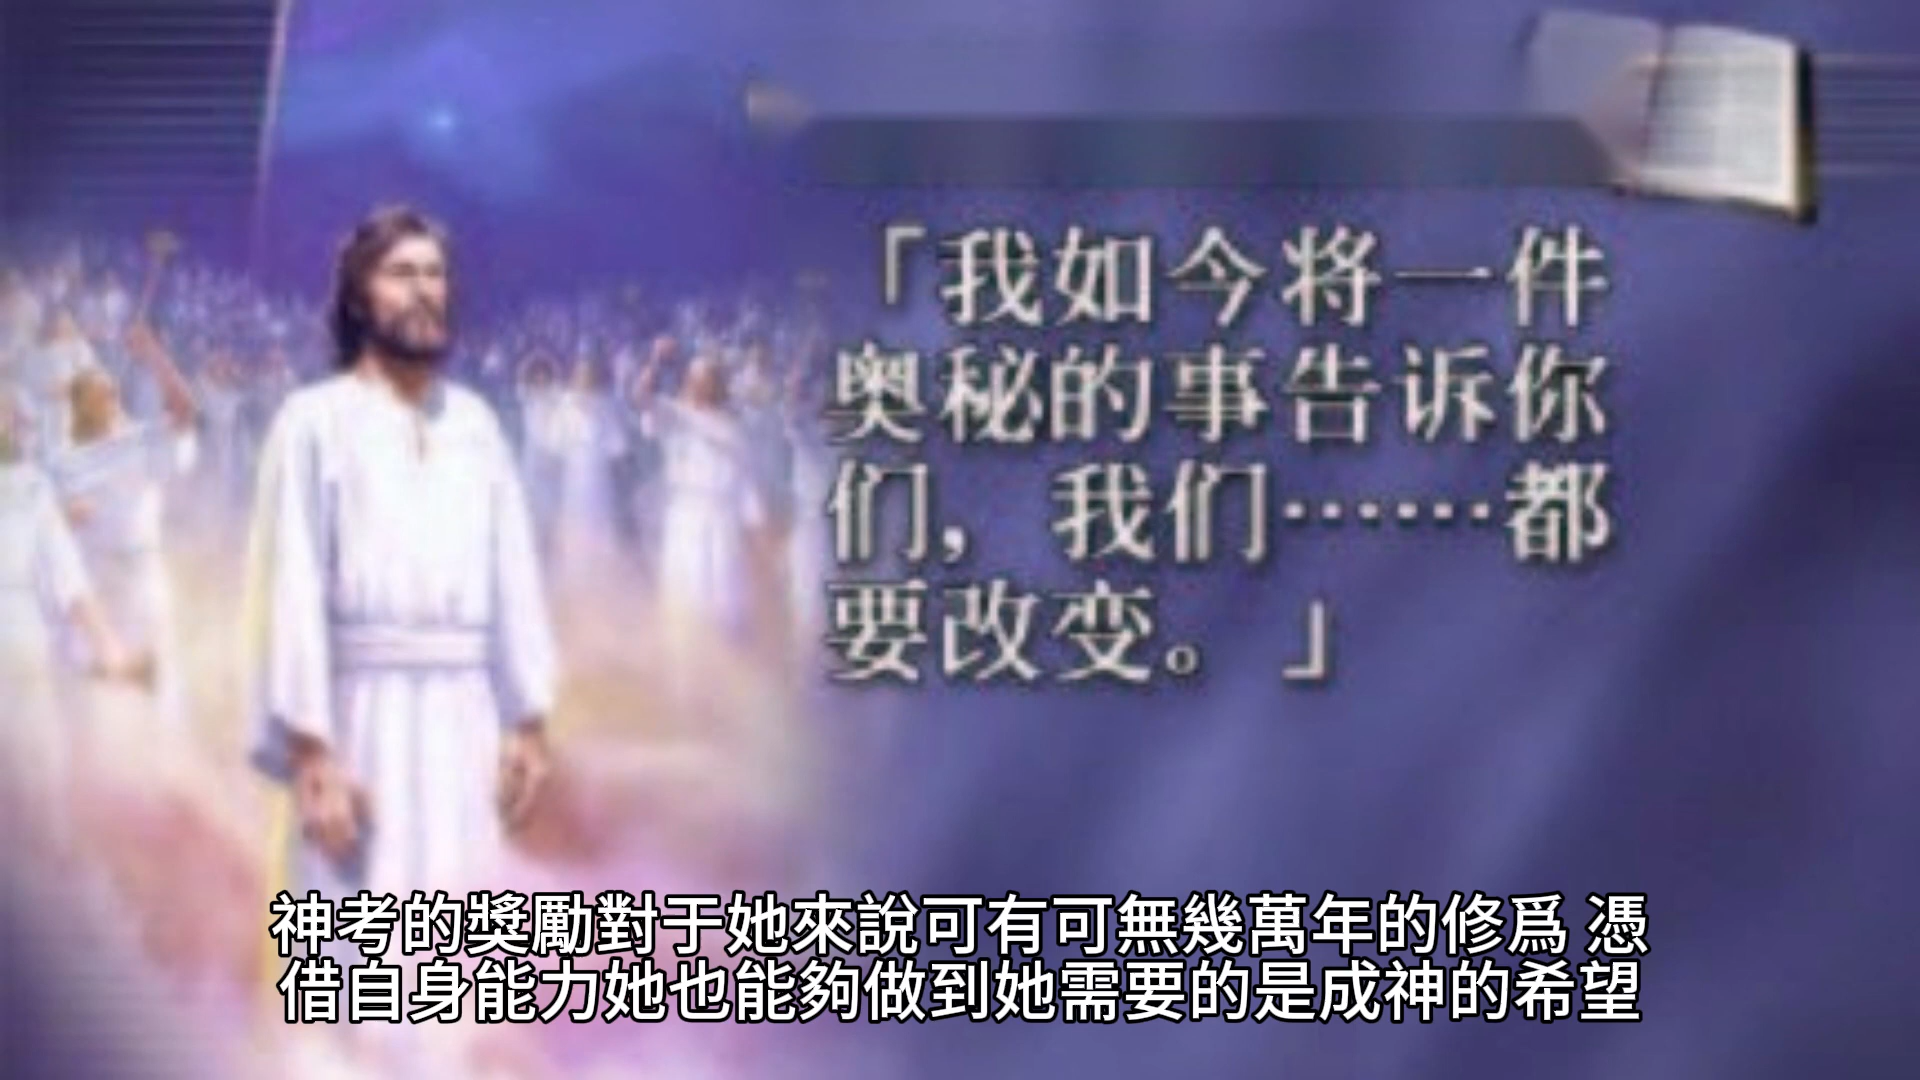 「我如今将一件
奥秘的事告诉你
们，我们……都
要改变。」
神考的獎勵對于她來說可有可無幾萬年的修爲 憑
借自身能力她也能夠做到她需要的是成神的希望